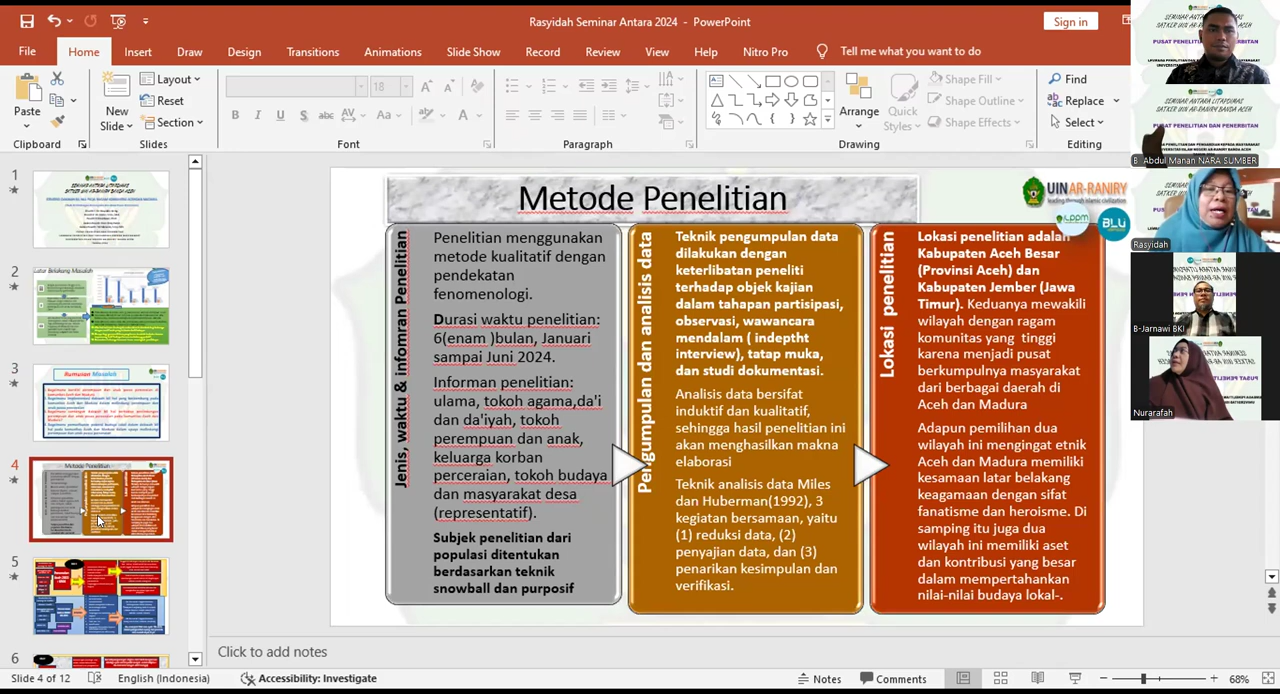 Rasyidah Seminar Antara 2024 - PowerPoint
Sign in
File Home Insert Draw Design Transitions Animations Slide Show Record Review View Help Nitro Pro Tell me what you want to do
Paste
Clipboard
New Slide
Layout
Reset
Section
Slides
18
Font
Paragraph
Arrange
Quick Styles
Shape Fill
Shape Outline
Shape Effects
Drawing
Find
Replace
Select
Editing
1
2
Latar Belakang Masalah
3
Rumusan Masalah
4
Metode Penelitian
5
6
Metode Penelitian
UIN AR-RANIRY
LPPM
BLU
Jenis, waktu & informan Penelitian
Penelitian menggunakan
metode kualitatif dengan
pendekatan
fenomenologi.
Durasi waktu penelitian:
6(enam )bulan, Januari
sampai Juni 2024.
Informan penelitian:
ulama, tokoh agama,da'i
dan da'iyah, tokoh
perempuan dan anak,
keluarga korban
perceraian, tokoh budaya
dan masyarakat desa
(representatif).
Subjek penelitian dari
populasi ditentukan
berdasarkan teknik
snowball dan purposif
Pengumpulan dan analisis data
Teknik pengumpulan data
dilakukan dengan
keterlibatan peneliti
terhadap objek kajian
dalam tahapan partisipasi,
observasi, wawancara
mendalam ( indeptht
interview), tatap muka,
dan studi dokumentasi.
Analisis data bersifat
induktif dan kualitatif,
sehingga hasil penelitian ini
akan menghasilkan makna
elaborasi
Teknik analisis data Miles
dan Huberman(1992), 3
kegiatan bersamaan, yaitu
(1) reduksi data, (2)
penyajian data, dan (3)
penarikan kesimpulan dan
verifikasi.
Lokasi penelitian
Lokasi penelitian adalah
Kabupaten Aceh Besar
(Provinsi Aceh) dan
Kabupaten Jember (Jawa
Timur). Keduanya mewakili
wilayah dengan ragam
komunitas yang tinggi
karena menjadi pusat
berkumpulnya masyarakat
dari berbagai daerah di
Aceh dan Madura
Adapun pemilihan dua
wilayah ini mengingat etnik
Aceh dan Madura memiliki
kesamaan latar belakang
keagamaan dengan sifat
fanatisme dan heroisme. Di
samping itu juga dua
wilayah ini memiliki aset
dan kontribusi yang besar
dalam mempertahankan
nilai-nilai budaya lokal-.
PUSAT PENELITIAN DAN PENERBITAN
B. Abdul Manan NARA SUMBER
Rasyidah
B-Jarnawi BKI
Nurarafah
Click to add notes
Slide 4 of 12
English (Indonesia)
Accessibility: Investigate
Notes
Comments
68%